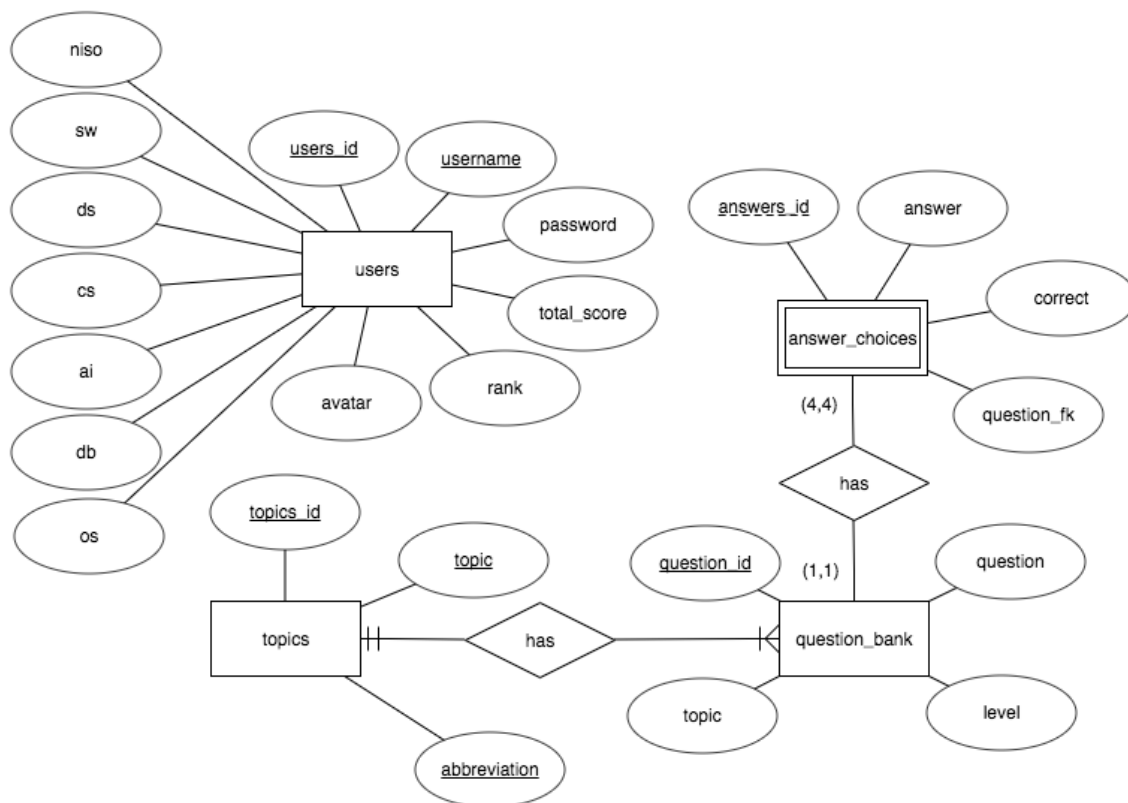 niso
sw
users_id
username
ds
answers_id
answer
password
users
cs
correct
total_score
answer_choices
ai
rank
avatar
(4,4)
question_fk
db
has
topics_id
os
topic
question_id
(1,1)
question
topics
has
question_bank
topic
level
abbreviation